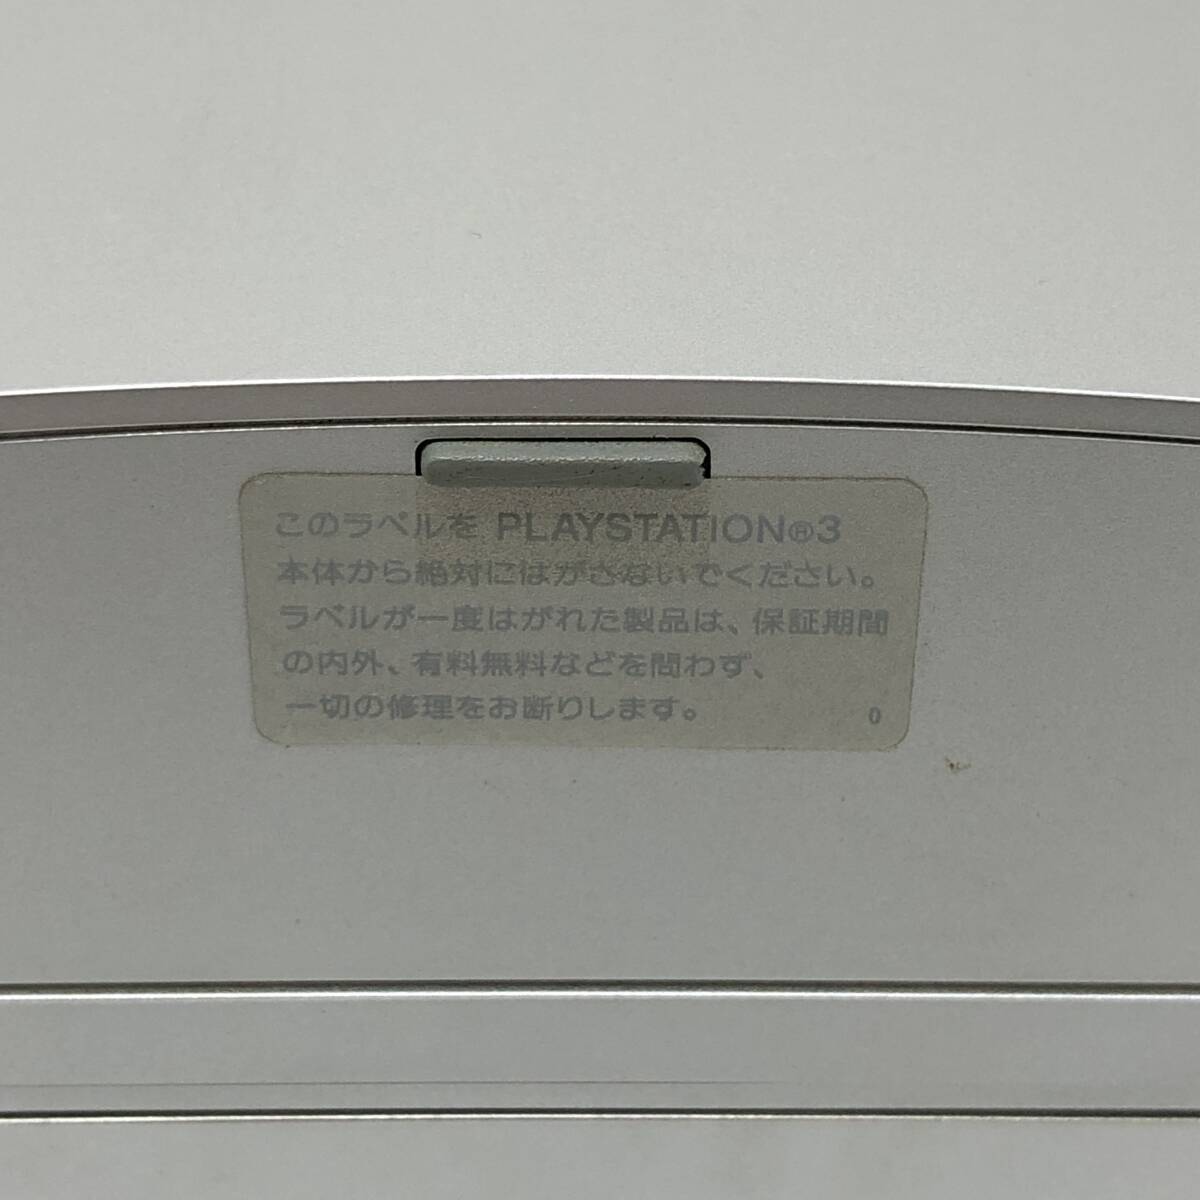 このラベルを PLAYSTATION®3
本体から絶対にはがさないでください。
ラベルが一度はがれた製品は、保証期間
の内外、有料無料などを問わず、
一切の修理をお断りします。
0